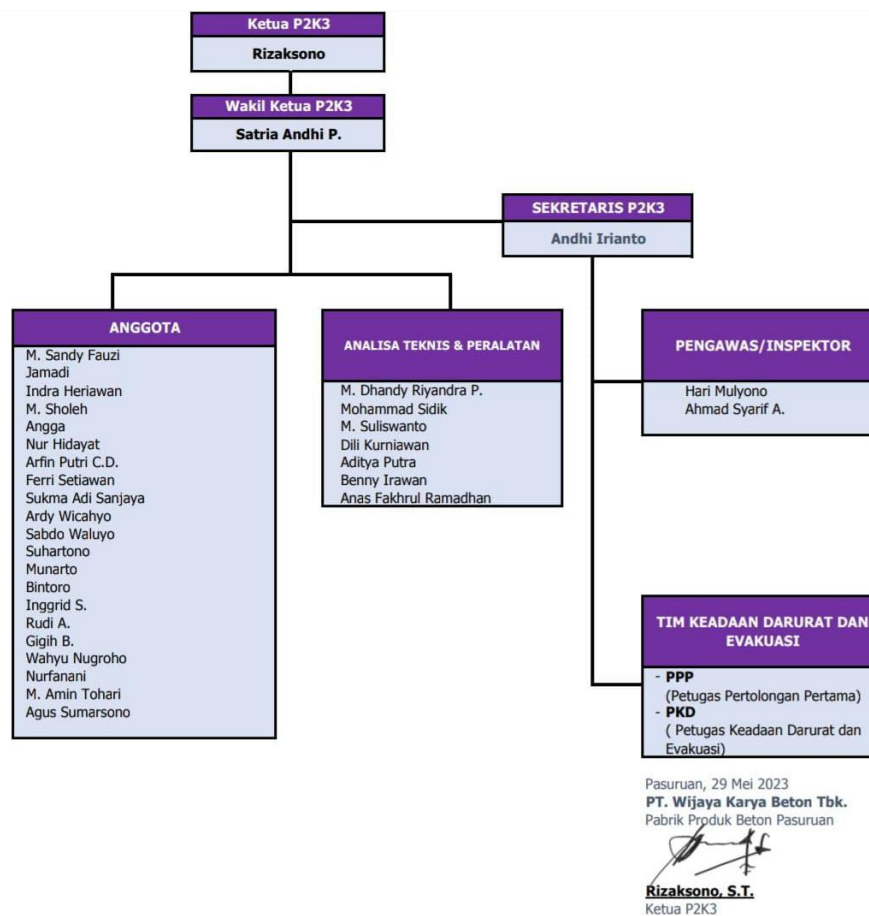 Ketua P2K3
Rizaksono
Wakil Ketua P2K3
Satria Andhi P.
SEKRETARIS P2K3
Andhi Irianto
ANGGOTA
M. Sandy Fauzi
Jamadi
Indra Heriawan
M. Sholeh
Angga
Nur Hidayat
Arfin Putri C.D.
Ferri Setiawan
Sukma Adi Sanjaya
Ardy Wicahyo
Sabdo Waluyo
Suhartono
Munarto
Bintoro
Inggrid S.
Rudi A.
Gigih B.
Wahyu Nugroho
Nurfanani
M. Amin Tohari
Agus Sumarsono
ANALISA TEKNIS & PERALATAN
M. Dhandy Riyandra P.
Mohammad Sidik
M. Suliswanto
Dili Kurniawan
Aditya Putra
Benny Irawan
Anas Fakhrul Ramadhan
PENGAWAS/INSPEKTOR
Hari Mulyono
Ahmad Syarif A.
TIM KEADAAN DARURAT DAN
EVAKUASI
- PPP
(Petugas Pertolongan Pertama)
- PKD
( Petugas Keadaan Darurat dan
Evakuasi)
Pasuruan, 29 Mei 2023
PT. Wijaya Karya Beton Tbk.
Pabrik Produk Beton Pasuruan
Rizaksono, S.T.
Ketua P2K3